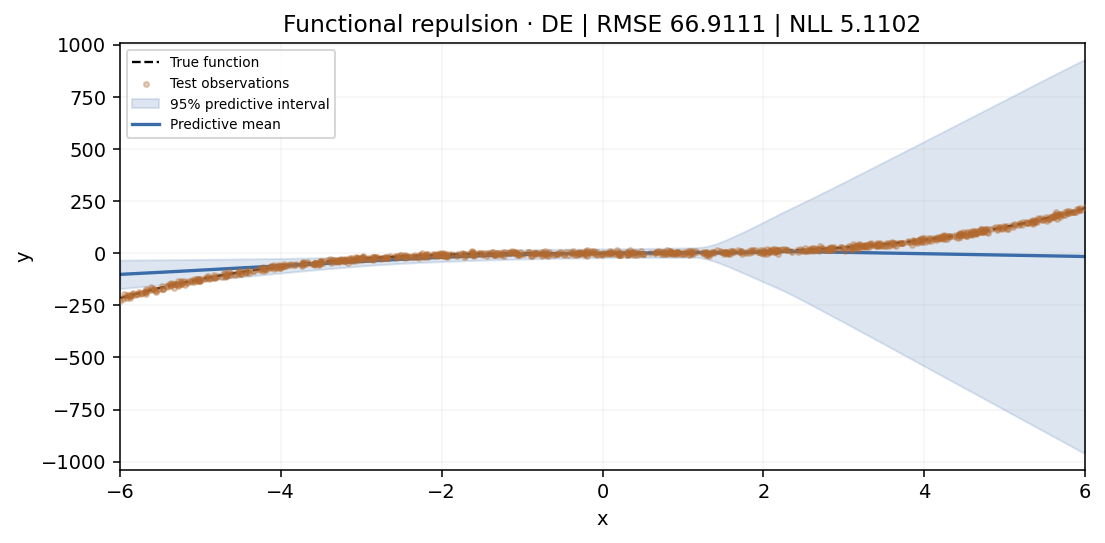 Functional repulsion · DE | RMSE 66.9111 | NLL 5.1102
True function
Test observations
95% predictive interval
Predictive mean
1000
750
500
250
0
−250
−500
−750
−1000
y
−6
−4
−2
0
2
4
6
x